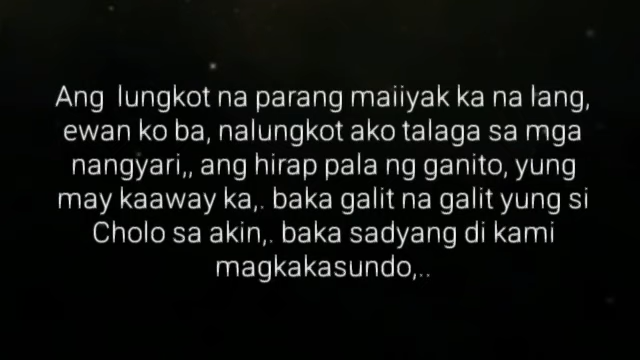 Ang  lungkot na parang maiiyak ka na lang,
ewan ko ba, nalungkot ako talaga sa mga
nangyari,, ang hirap pala ng ganito, yung
may kaaway ka,. baka galit na galit yung si
Cholo sa akin,. baka sadyang di kami
magkakasundo,..